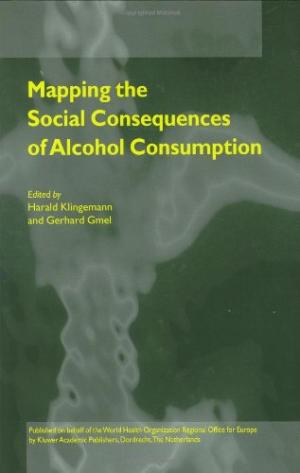 Mapping the
Social Consequences
of Alcohol Consumption
Edited by
Harald Klingemann
and Gerhard Gmel
Published on behalf of the World Health Organization Regional Office for Europe
by Kluwer Academic Publishers, Dordrecht, The Netherlands